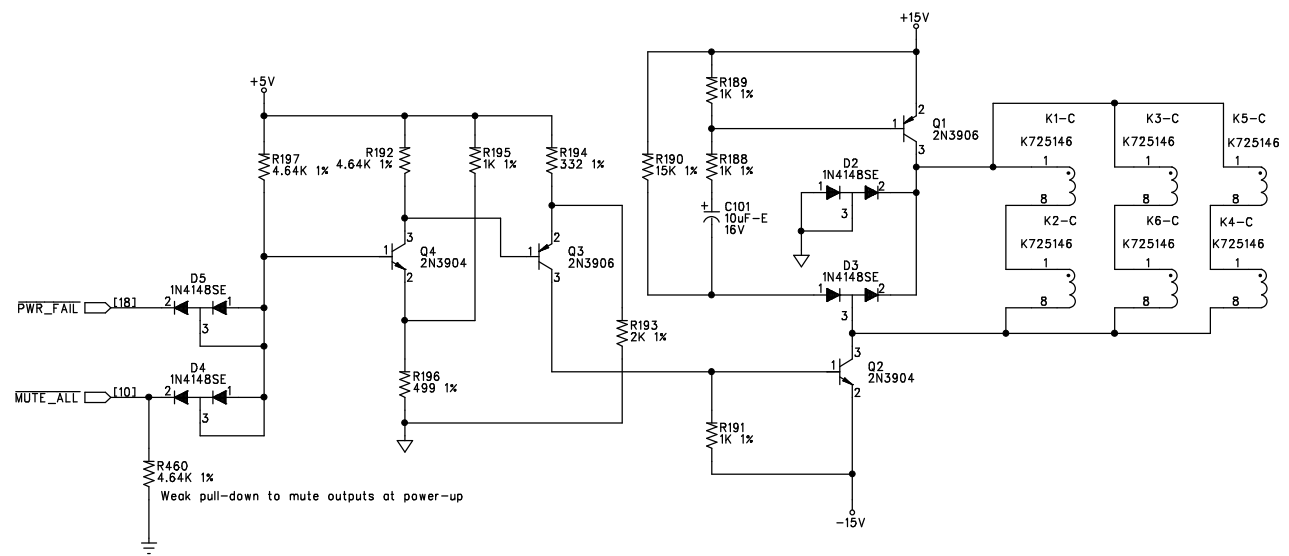 +15V
R189
1K 1%
K1-C
K3-C
K5-C
+5V
2
1
Q1
2N3906
3
K725146
K725146
K725146
R197
4.64K 1%
R192
4.64K 1%
R195
1K 1%
R194
332 1%
R190
15K 1%
R188
1K 1%
D2
1N4148SE
1
2
3
1
1
1
8
8
8
C101
10uF-E
16V
+
K2-C
K6-C
K4-C
K725146
K725146
K725146
3
1
Q4
2N3904
2
2
1
Q3
2N3906
3
D3
1N4148SE
1
2
3
1
1
1
8
8
8
D5
1N4148SE
PWR_FAIL
[18]
2
1
3
R193
2K 1%
D4
1N4148SE
MUTE_ALL
[10]
2
1
3
R196
499 1%
3
1
Q2
2N3904
2
R191
1K 1%
R460
4.64K 1%
Weak pull-down to mute outputs at power-up
-15V